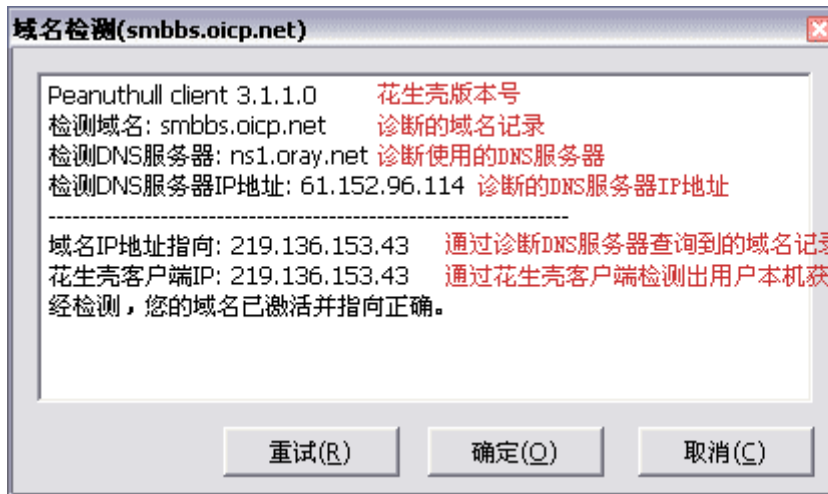 域名检测(smbbs.oicp.net)
Peanuthull client 3.1.1.0 花生壳版本号
检测域名: smbbs.oicp.net 诊断的域名记录
检测DNS服务器: ns1.oray.net 诊断使用的DNS服务器
检测DNS服务器IP地址: 61.152.96.114 诊断的DNS服务器IP地址
-----------------------------------------------------------------
域名IP地址指向: 219.136.153.43 通过诊断DNS服务器查询到的域名记录
花生壳客户端IP: 219.136.153.43 通过花生壳客户端检测出用户本机获
经检测，您的域名已激活并指向正确。
重试(R) 确定(O) 取消(C)